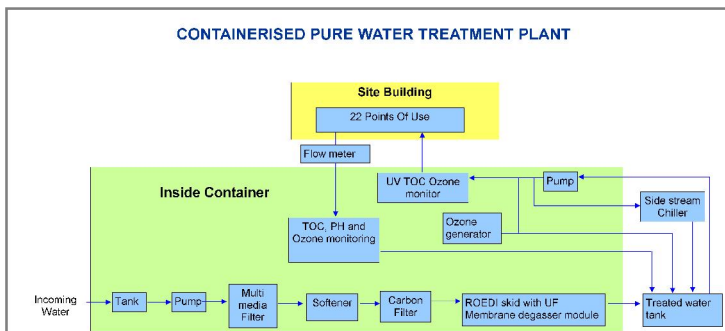 CONTAINERISED PURE WATER TREATMENT PLANT
Site Building
22 Points Of Use
Flow meter
Inside Container
UV TOC Ozone
monitor
Pump
Side stream
Chiller
TOC, PH and
Ozone monitoring
Ozone
generator
Incoming
Water
Tank
Pump
Multi
media
Filter
Softener
Carbon
Filter
ROEDI skid with UF
Membrane degasser module
Treated water
tank